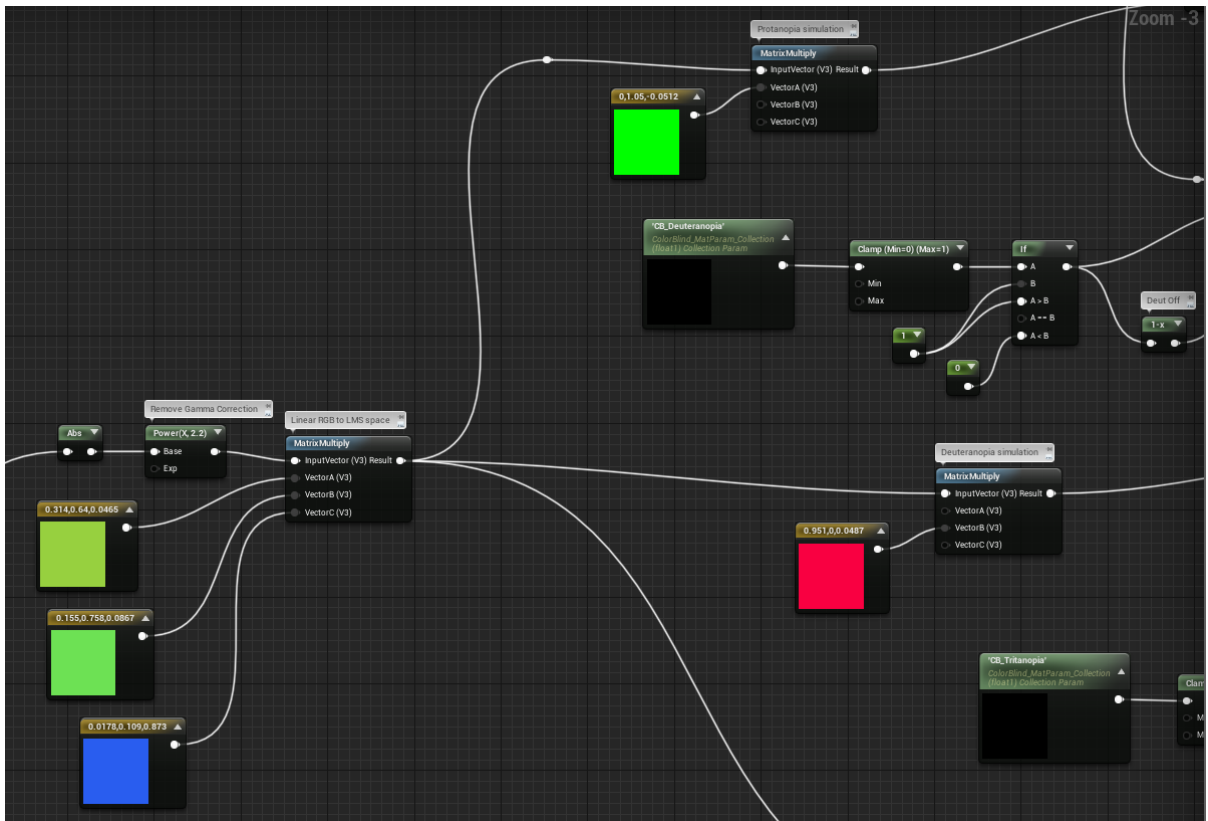 Zoom -3
Protanopia simulation
MatrixMultiply
InputVector (V3) Result
VectorA (V3)
VectorB (V3)
VectorC (V3)
0,1.05,-0.0512
'CB_Deuteranopia'
ColorBlind_MatParam_Collection
(float1) Collection Param
Clamp (Min=0) (Max=1)
Min
Max
If
A
B
A > B
A == B
A < B
1
0
Deut Off
1-x
Remove Gamma Correction
Abs
Power(X, 2.2)
Base
Exp
Linear RGB to LMS space
MatrixMultiply
InputVector (V3) Result
VectorA (V3)
VectorB (V3)
VectorC (V3)
0.314,0.64,0.0465
0.155,0.758,0.0867
0.0178,0.109,0.873
Deuteranopia simulation
MatrixMultiply
InputVector (V3) Result
VectorA (V3)
VectorB (V3)
VectorC (V3)
0.951,0,0.0487
'CB_Tritanopia'
ColorBlind_MatParam_Collection
(float1) Collection Param
Clam
M
M